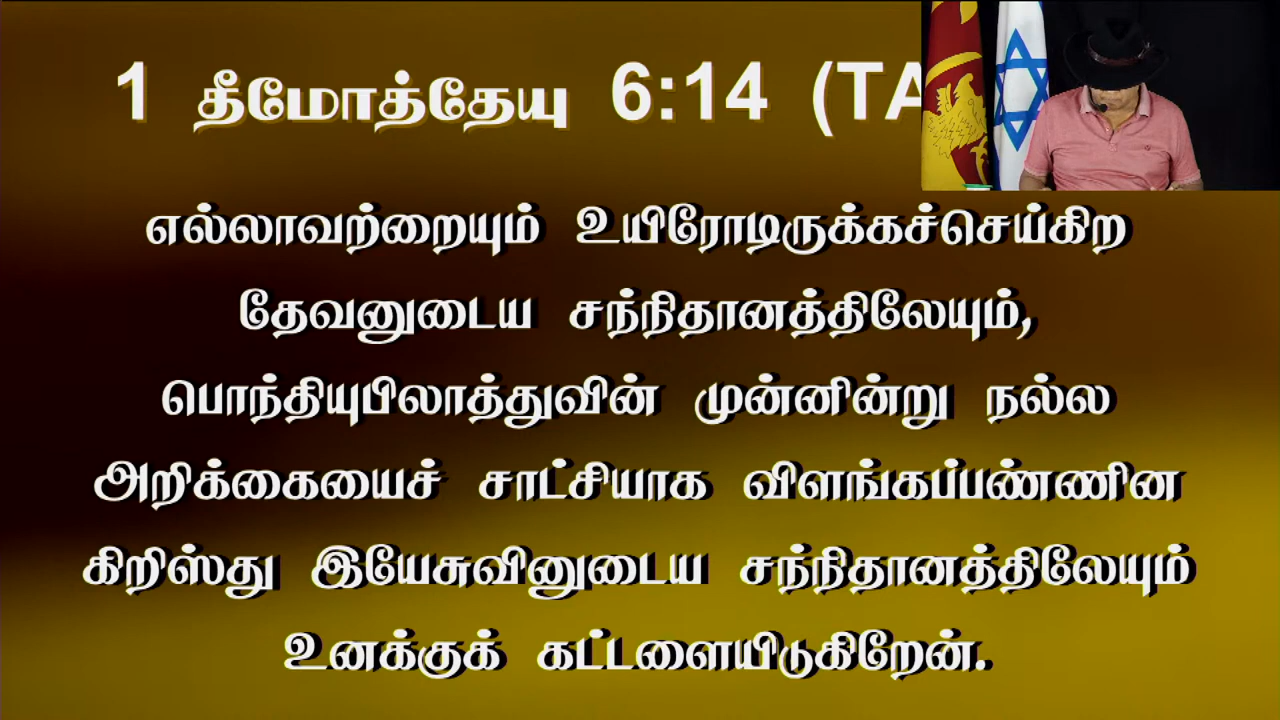 1 தீமோத்தேயு 6:14 (TA
எல்லாவற்றையும் உயிரோடிருக்கச்செய்கிற
தேவனுடைய சந்நிதானத்திலேயும்,
பொந்தியுபிலாத்துவின் முன்னின்று நல்ல
அறிக்கையைச் சாட்சியாக விளங்கப்பண்ணின
கிறிஸ்து இயேசுவினுடைய சந்நிதானத்திலேயும்
உனக்குக் கட்டளையிடுகிறேன்.